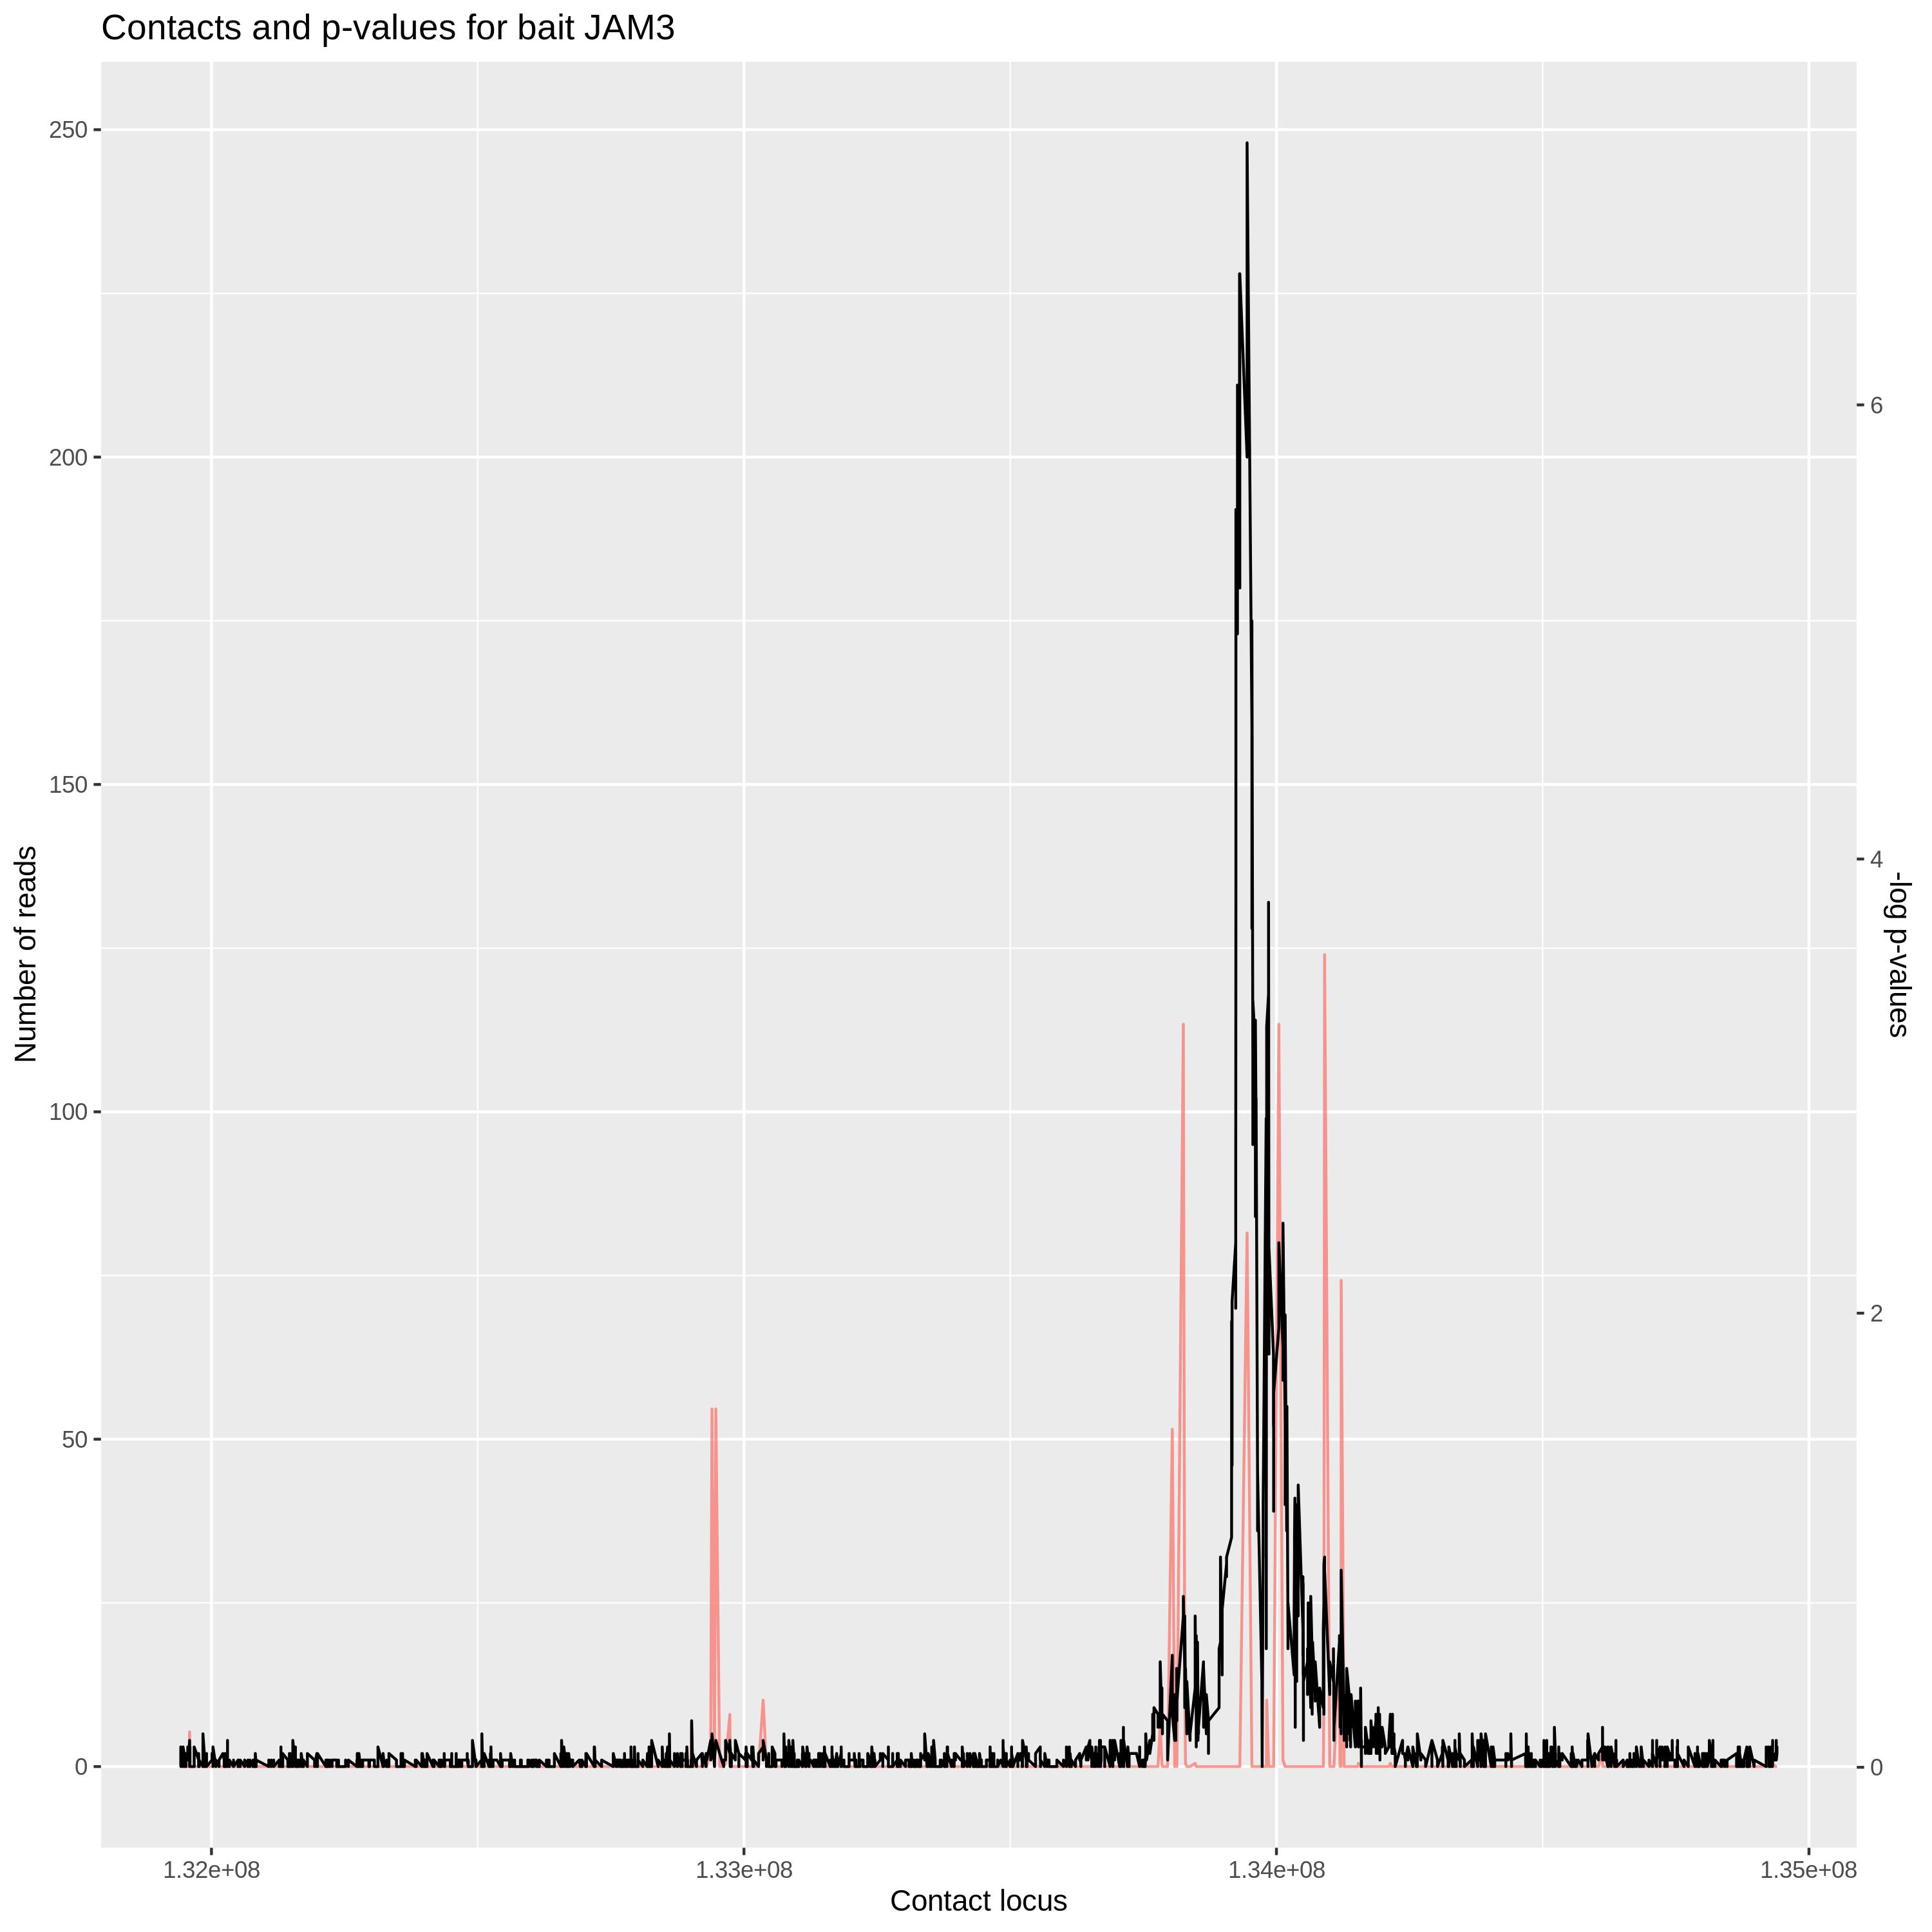 Contacts and p-values for bait JAM3
250
200
150
100
50
0
Number of reads
6
4
2
0
-log p-values
1.32e+08
1.33e+08
1.34e+08
1.35e+08
Contact locus